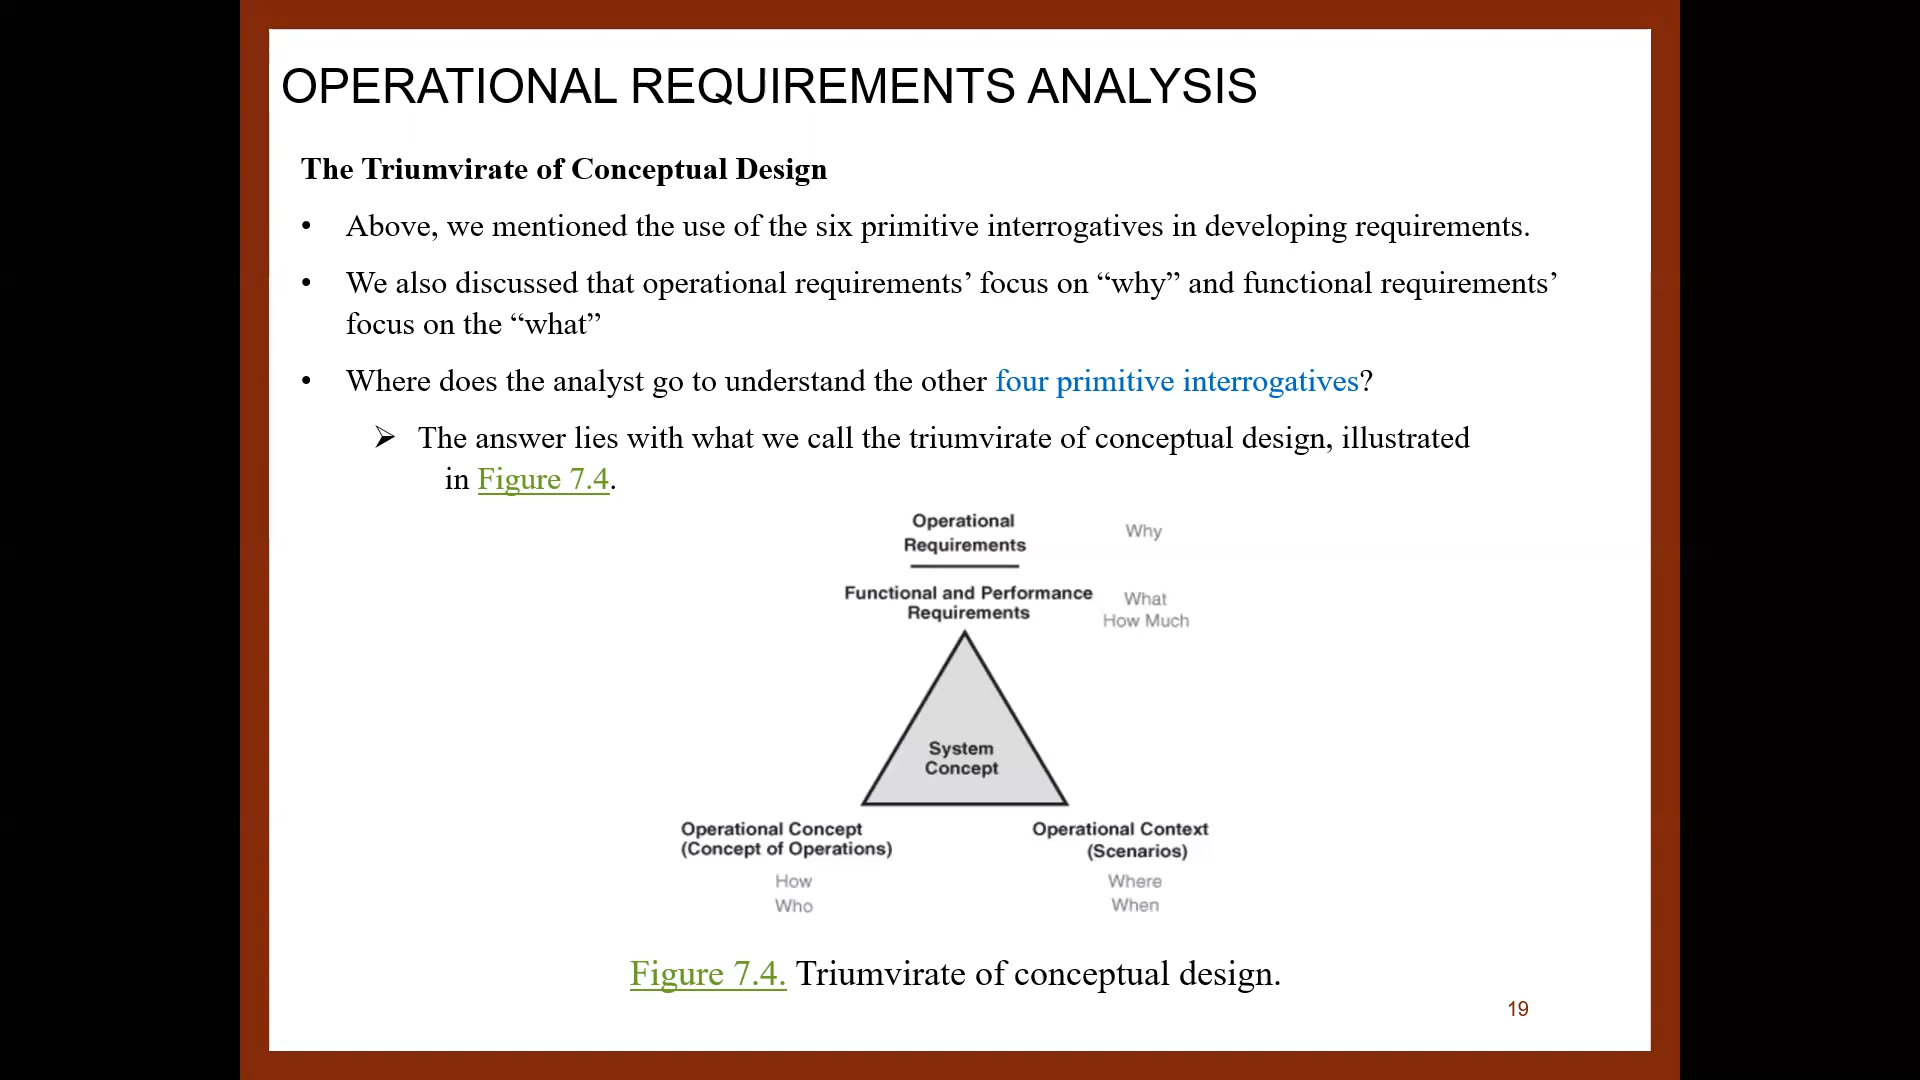 OPERATIONAL REQUIREMENTS ANALYSIS
The Triumvirate of Conceptual Design
• Above, we mentioned the use of the six primitive interrogatives in developing requirements.
• We also discussed that operational requirements’ focus on “why” and functional requirements’
focus on the “what”
• Where does the analyst go to understand the other four primitive interrogatives?
➢ The answer lies with what we call the triumvirate of conceptual design, illustrated
in Figure 7.4.
Operational
Requirements
Why
Functional and Performance
Requirements
What
How Much
System
Concept
Operational Concept
(Concept of Operations)
How
Who
Operational Context
(Scenarios)
Where
When
Figure 7.4. Triumvirate of conceptual design.
19